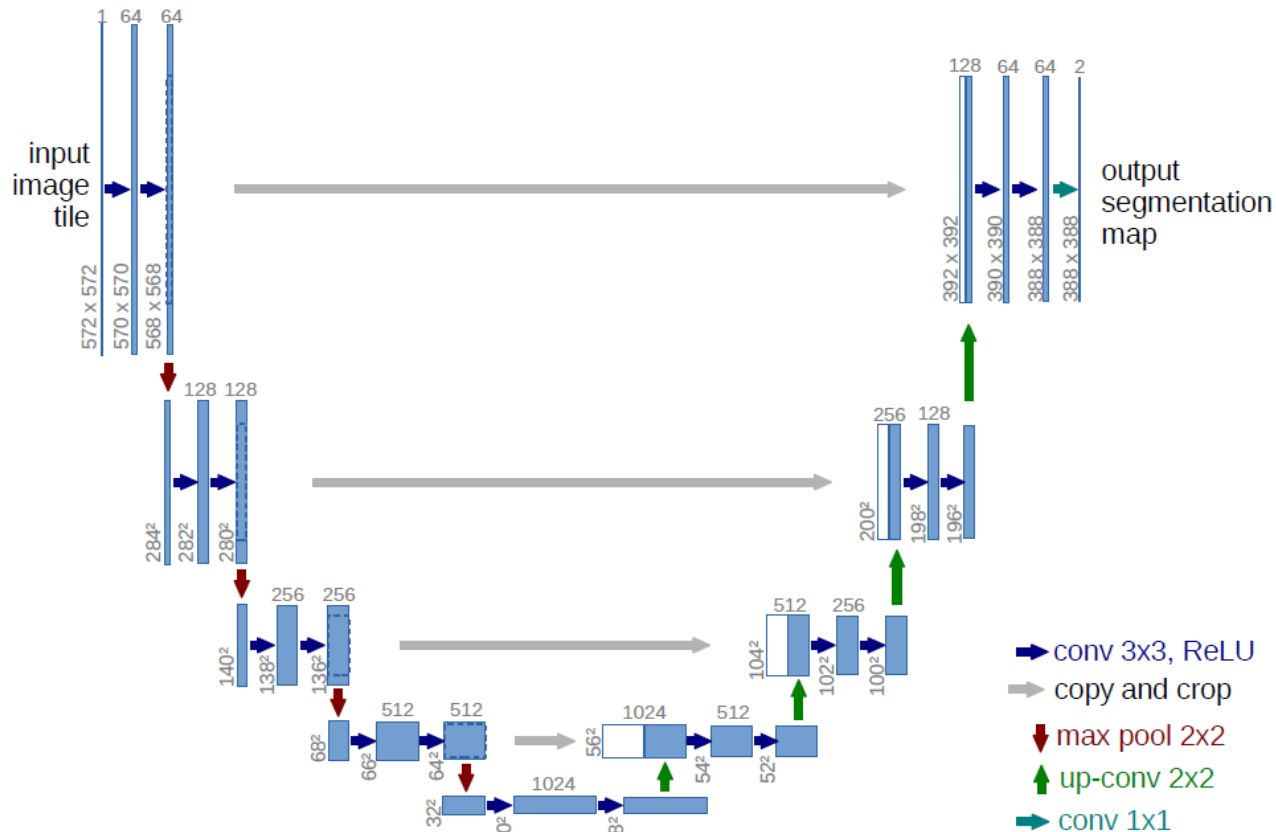 1 64 64
input
image
tile
572 x 572
570 x 570
568 x 568
128 64 64 2
output
segmentation
map
392 x 392
390 x 390
388 x 388
388 x 388
128 128
284²
282²
280²
256 128
200²
198²
196²
256 256
140²
138²
136²
512 256
104²
102²
100²
512 512
68²
66²
64²
1024 512
56²
54²
52²
1024
32²
conv 3x3, ReLU
copy and crop
max pool 2x2
up-conv 2x2
conv 1x1